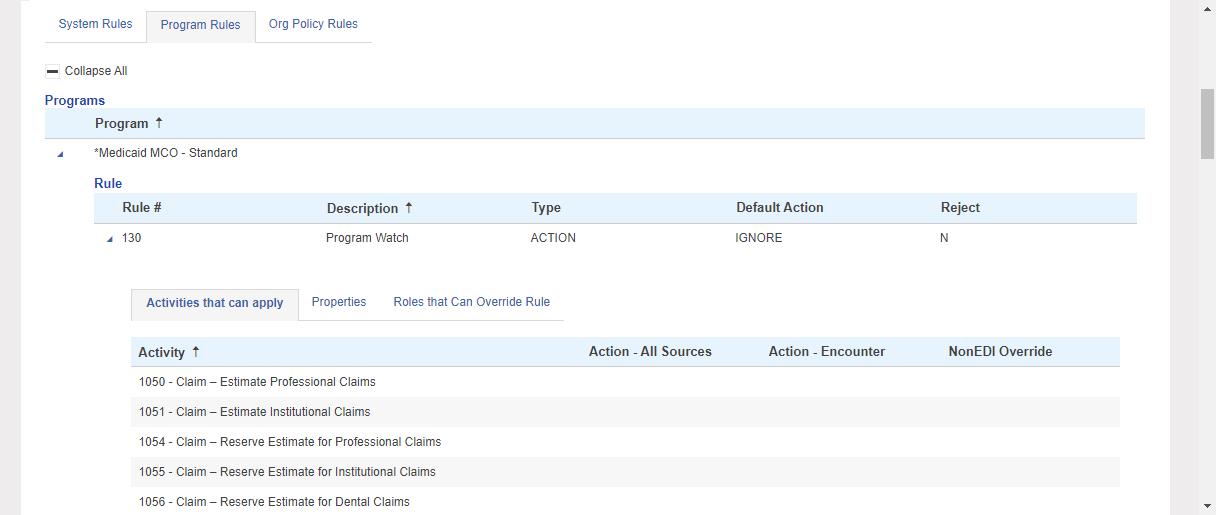 System Rules Program Rules Org Policy Rules
Collapse All
Programs
Program ↑
*Medicaid MCO - Standard
Rule
Rule # Description ↑ Type Default Action Reject
130 Program Watch ACTION IGNORE N
Activities that can apply Properties Roles that Can Override Rule
Activity ↑ Action - All Sources Action - Encounter NonEDI Override
1050 - Claim – Estimate Professional Claims
1051 - Claim – Estimate Institutional Claims
1054 - Claim – Reserve Estimate for Professional Claims
1055 - Claim – Reserve Estimate for Institutional Claims
1056 - Claim – Reserve Estimate for Dental Claims